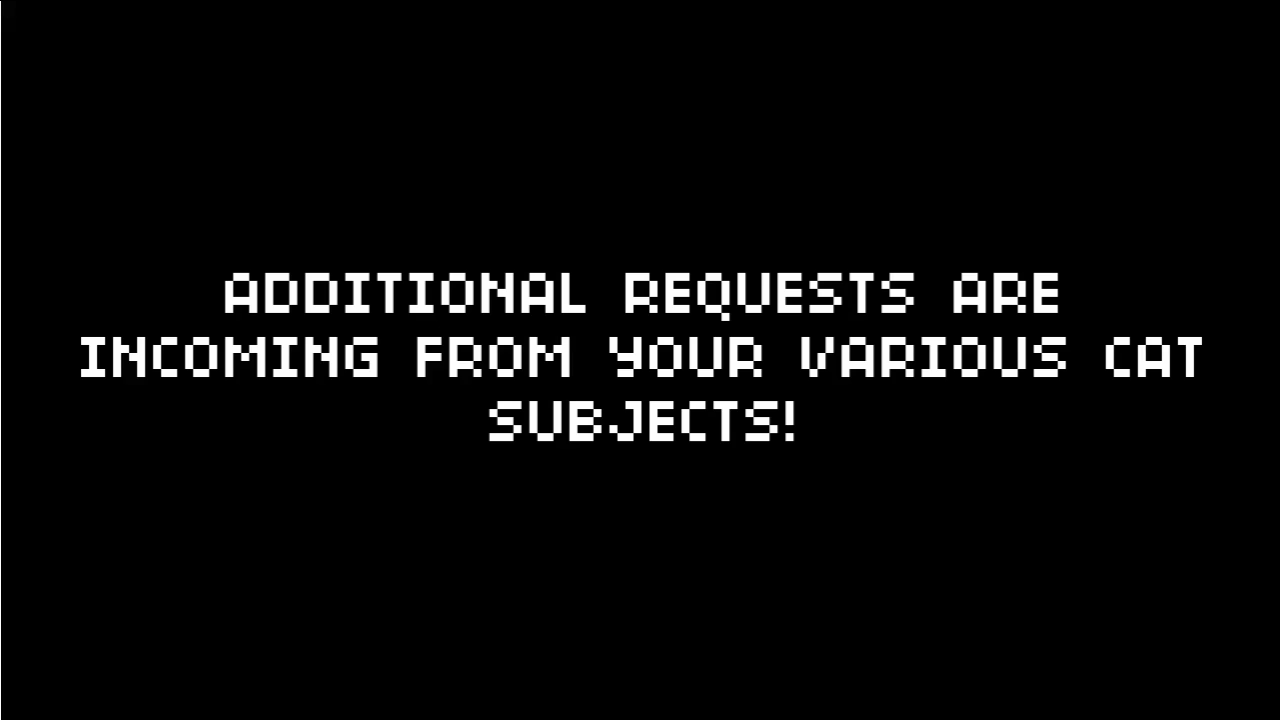 ADDITIONAL REQUESTS ARE
INCOMING FROM YOUR VARIOUS CAT
SUBJECTS!